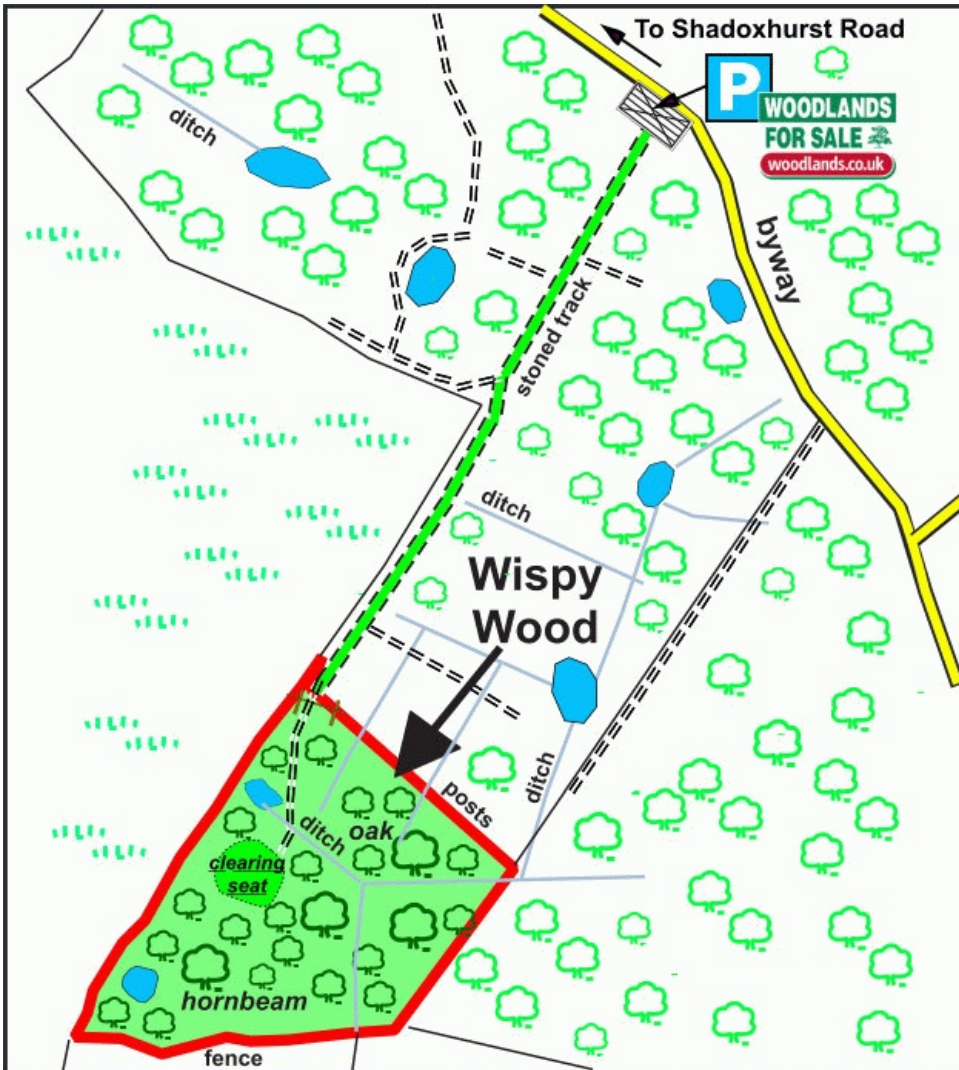 To Shadoxhurst Road
P
WOODLANDS
FOR SALE
woodlands.co.uk
ditch
byway
stoned track
ditch
Wispy
Wood
ditch
posts
oak
ditch
clearing
seat
hornbeam
fence